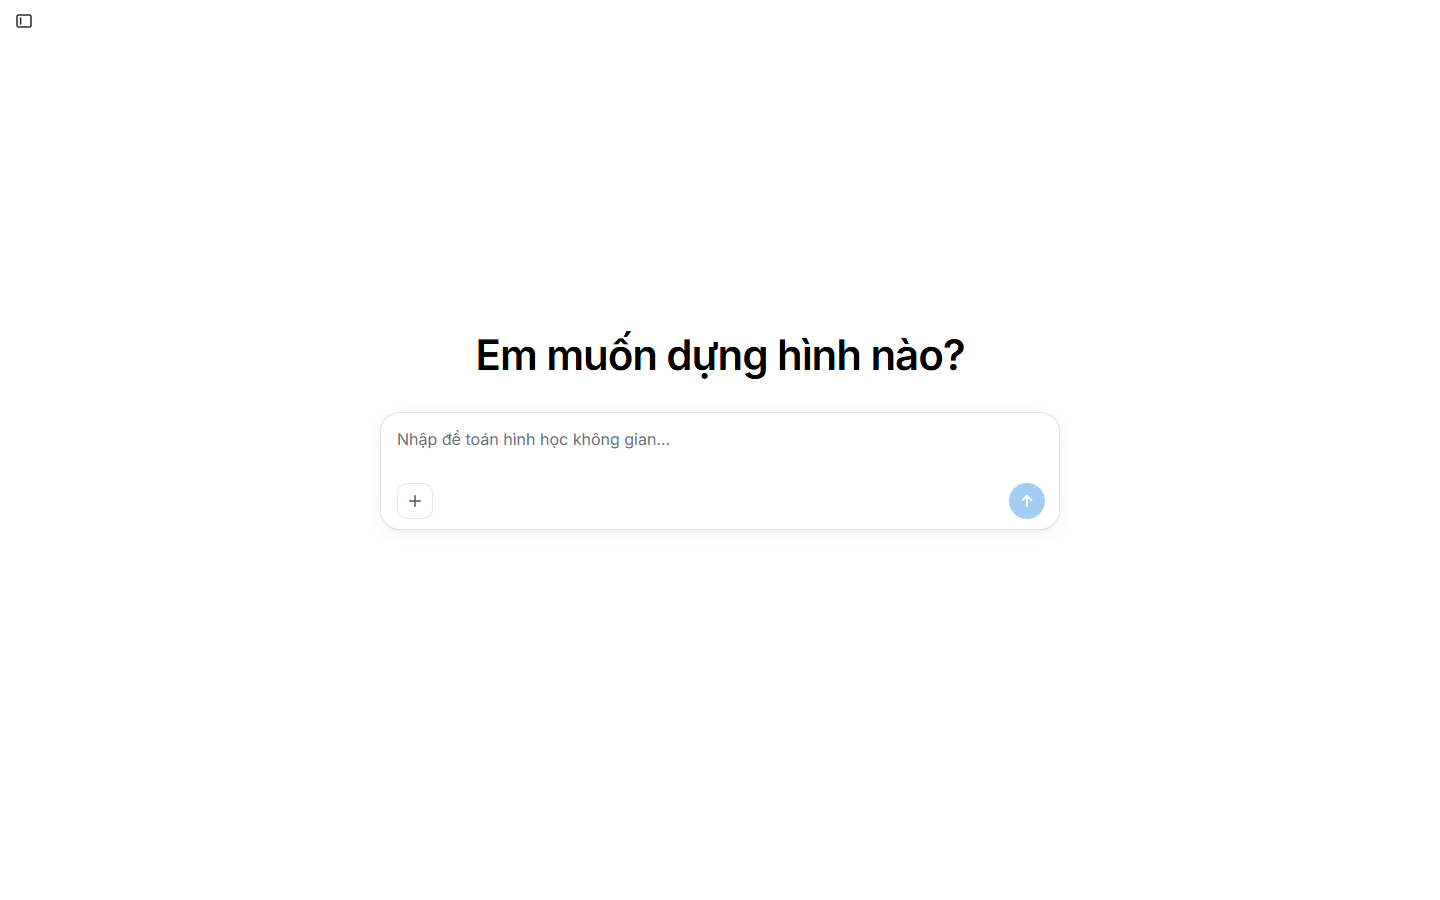 Em muốn dựng hình nào?
Nhập đề toán hình học không gian...